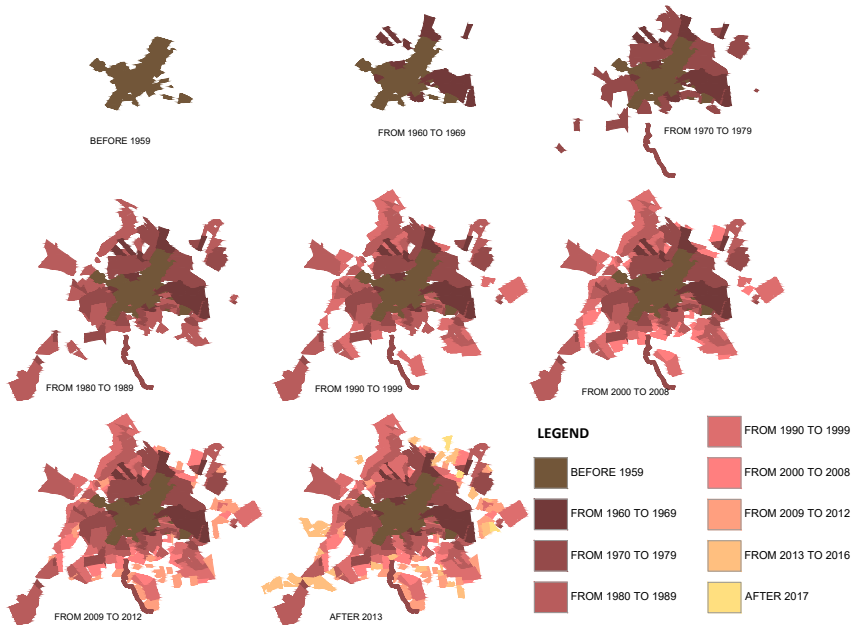 BEFORE 1959
FROM 1960 TO 1969
FROM 1970 TO 1979
FROM 1980 TO 1989
FROM 1990 TO 1999
FROM 2000 TO 2008
FROM 2009 TO 2012
AFTER 2013
LEGEND
BEFORE 1959
FROM 1960 TO 1969
FROM 1970 TO 1979
FROM 1980 TO 1989
FROM 1990 TO 1999
FROM 2000 TO 2008
FROM 2009 TO 2012
FROM 2013 TO 2016
AFTER 2017